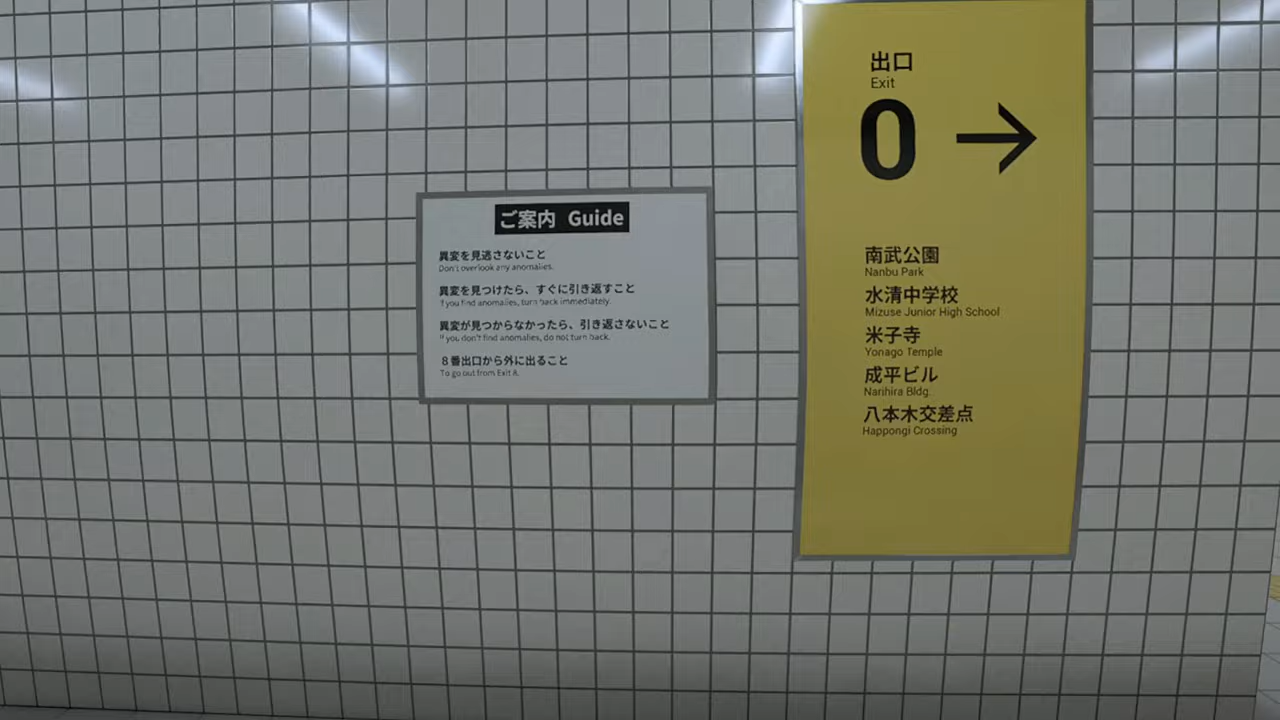 出口
Exit
0 →
ご案内 Guide
異変を見逃さないこと
Don't overlook any anomalies.
異変を見つけたら、すぐに引き返すこと
If you find anomalies, turn back immediately.
異変が見つからなかったら、引き返さないこと
If you don't find anomalies, do not turn back.
8番出口から外に出ること
To go out from Exit 8.
南武公園
Nanbu Park
水清中学校
Mizuse Junior High School
米子寺
Yonago Temple
成平ビル
Narihira Bldg.
八本木交差点
Happongi Crossing